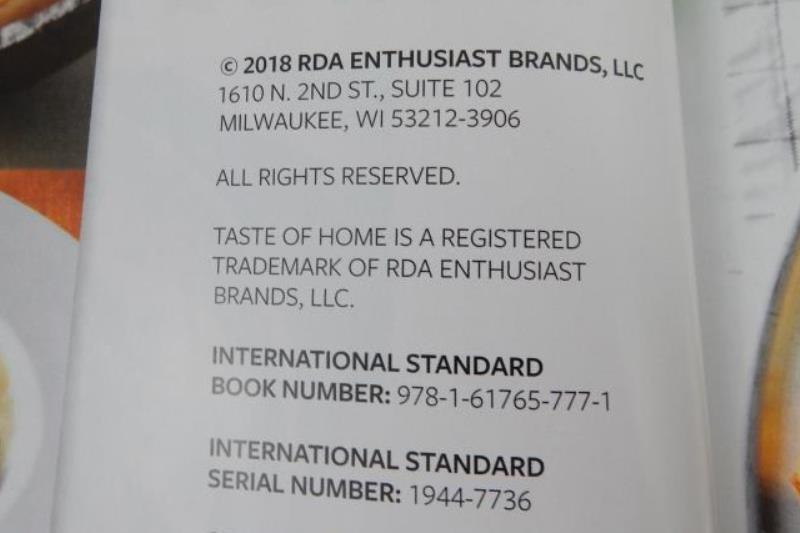 © 2018 RDA ENTHUSIAST BRANDS, LLC
1610 N. 2ND ST., SUITE 102
MILWAUKEE, WI 53212-3906
ALL RIGHTS RESERVED.
TASTE OF HOME IS A REGISTERED
TRADEMARK OF RDA ENTHUSIAST
BRANDS, LLC.
INTERNATIONAL STANDARD
BOOK NUMBER: 978-1-61765-777-1
INTERNATIONAL STANDARD
SERIAL NUMBER: 1944-7736